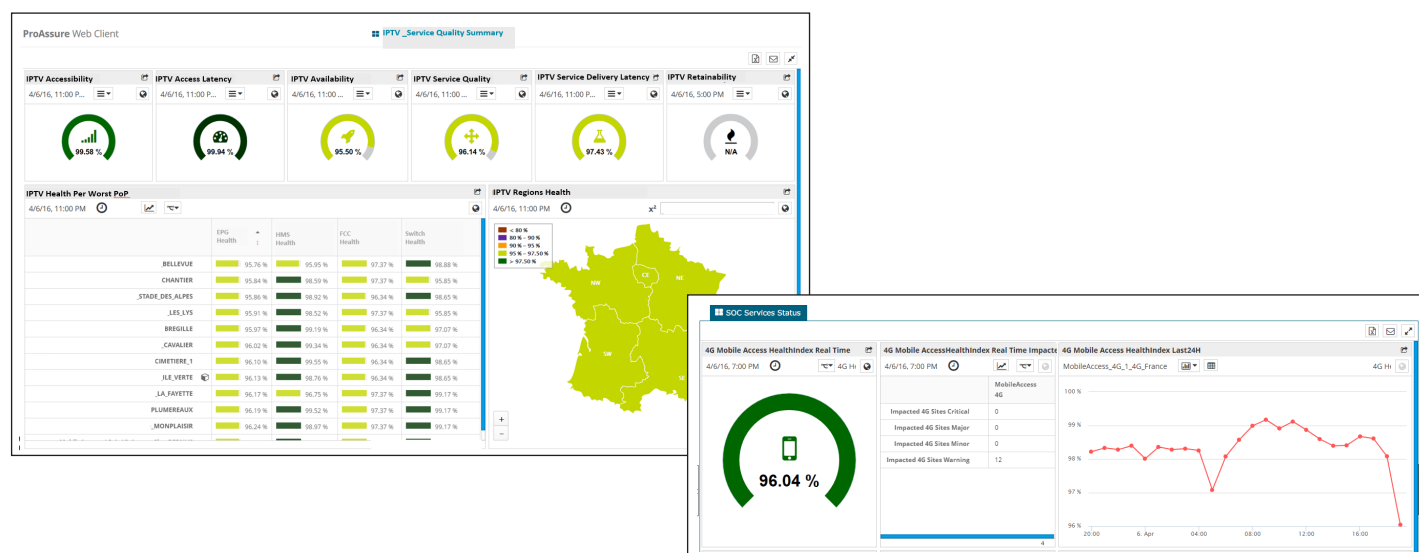 ProAssure Web Client
IPTV _Service Quality Summary
IPTV Accessibility
IPTV Access Latency
IPTV Availability
IPTV Service Quality
IPTV Service Delivery Latency
IPTV Retainability
4/6/16, 11:00 P...
4/6/16, 11:00 P...
4/6/16, 11:00 ...
4/6/16, 11:00 ...
4/6/16, 11:00 P...
4/6/16, 5:00 PM
99.58 %
99.94 %
95.50 %
96.14 %
97.43 %
N/A
IPTV Health Per Worst PoP
4/6/16, 11:00 PM
EPG Health 1 HMS Health FCC Health Switch Health
_BELLEVUE 95.76 % 95.95 % 97.37 % 98.88 %
CHANTIER 95.84 % 98.59 % 97.37 % 95.85 %
_STADE_DES_ALPES 95.86 % 98.92 % 96.34 % 98.65 %
_LES_LYS 95.91 % 98.52 % 97.37 % 95.85 %
BREGILLE 95.97 % 99.19 % 96.34 % 97.07 %
_CAVALIER 96.02 % 99.34 % 96.34 % 97.07 %
CIMETIERE_1 96.10 % 99.55 % 96.34 % 98.65 %
_ILE_VERTE 96.13 % 98.76 % 96.34 % 98.65 %
_LA_FAYETTE 96.17 % 96.75 % 97.37 % 99.17 %
PLUMEREAUX 96.19 % 99.52 % 97.37 % 99.17 %
_MONPLAISIR 96.24 % 98.97 % 97.37 % 99.17 %
IPTV Regions Health
4/6/16, 11:00 PM
x²
< 80 %
80 % – 90 %
90 % – 95 %
95 % – 97.50 %
> 97.50 %
NW
CE
NE
SW
SE
+
−
SOC Services Status
4G Mobile Access HealthIndex Real Time
4/6/16, 7:00 PM
4G H
96.04 %
4G Mobile AccessHealthIndex Real Time Impacte
4/6/16, 7:00 PM
MobileAccess
4G
Impacted 4G Sites Critical 0
Impacted 4G Sites Major 0
Impacted 4G Sites Minor 0
Impacted 4G Sites Warning 12
4
4G Mobile Access HealthIndex Last24H
MobileAccess_4G_1_4G_France
4G H
100 %
99 %
98 %
97 %
96 %
20:00 6. Apr 04:00 08:00 12:00 16:00